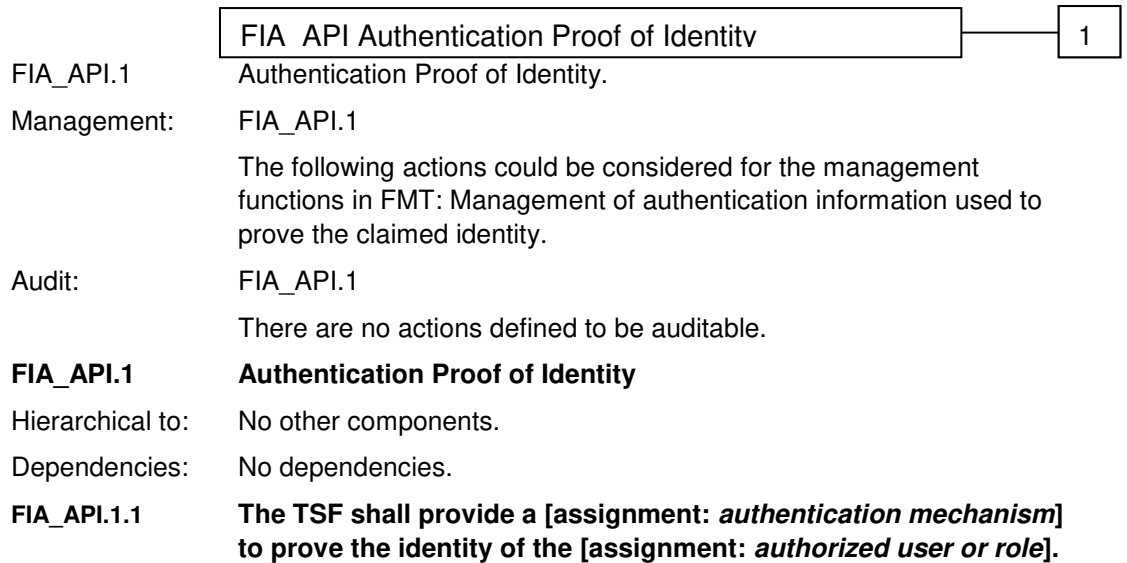 FIA_API Authentication Proof of Identity 1
FIA_API.1 Authentication Proof of Identity.
Management: FIA_API.1
The following actions could be considered for the management
functions in FMT: Management of authentication information used to
prove the claimed identity.
Audit: FIA_API.1
There are no actions defined to be auditable.
FIA_API.1 Authentication Proof of Identity
Hierarchical to: No other components.
Dependencies: No dependencies.
FIA_API.1.1 The TSF shall provide a [assignment: authentication mechanism]
to prove the identity of the [assignment: authorized user or role].